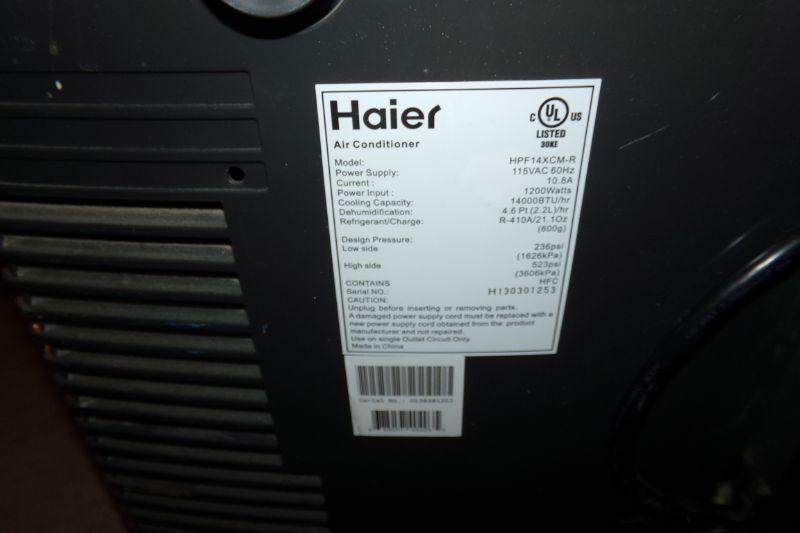 Haier
C UL US
LISTED
30KE
Air Conditioner
Model: HPF14XCM-R
Power Supply: 115VAC 60Hz
Current : 10.8A
Power Input : 1200Watts
Cooling Capacity: 14000BTU/hr
Dehumidification: 4.6 Pt (2.2L)/hr
Refrigerant/Charge: R-410A/21.1Oz
(600g)
Design Pressure:
Low side 236psi
(1626kPa)
High side 523psi
(3606kPa)
CONTAINS HFC
Serial NO.: H130301253
CAUTION:
Unplug before inserting or removing parts.
A damaged power supply cord must be replaced with a
new power supply cord obtained from the product
manufacturer and not repaired.
Use on single Outlet Circuit Only.
Made in China
Serial No.: H130301253